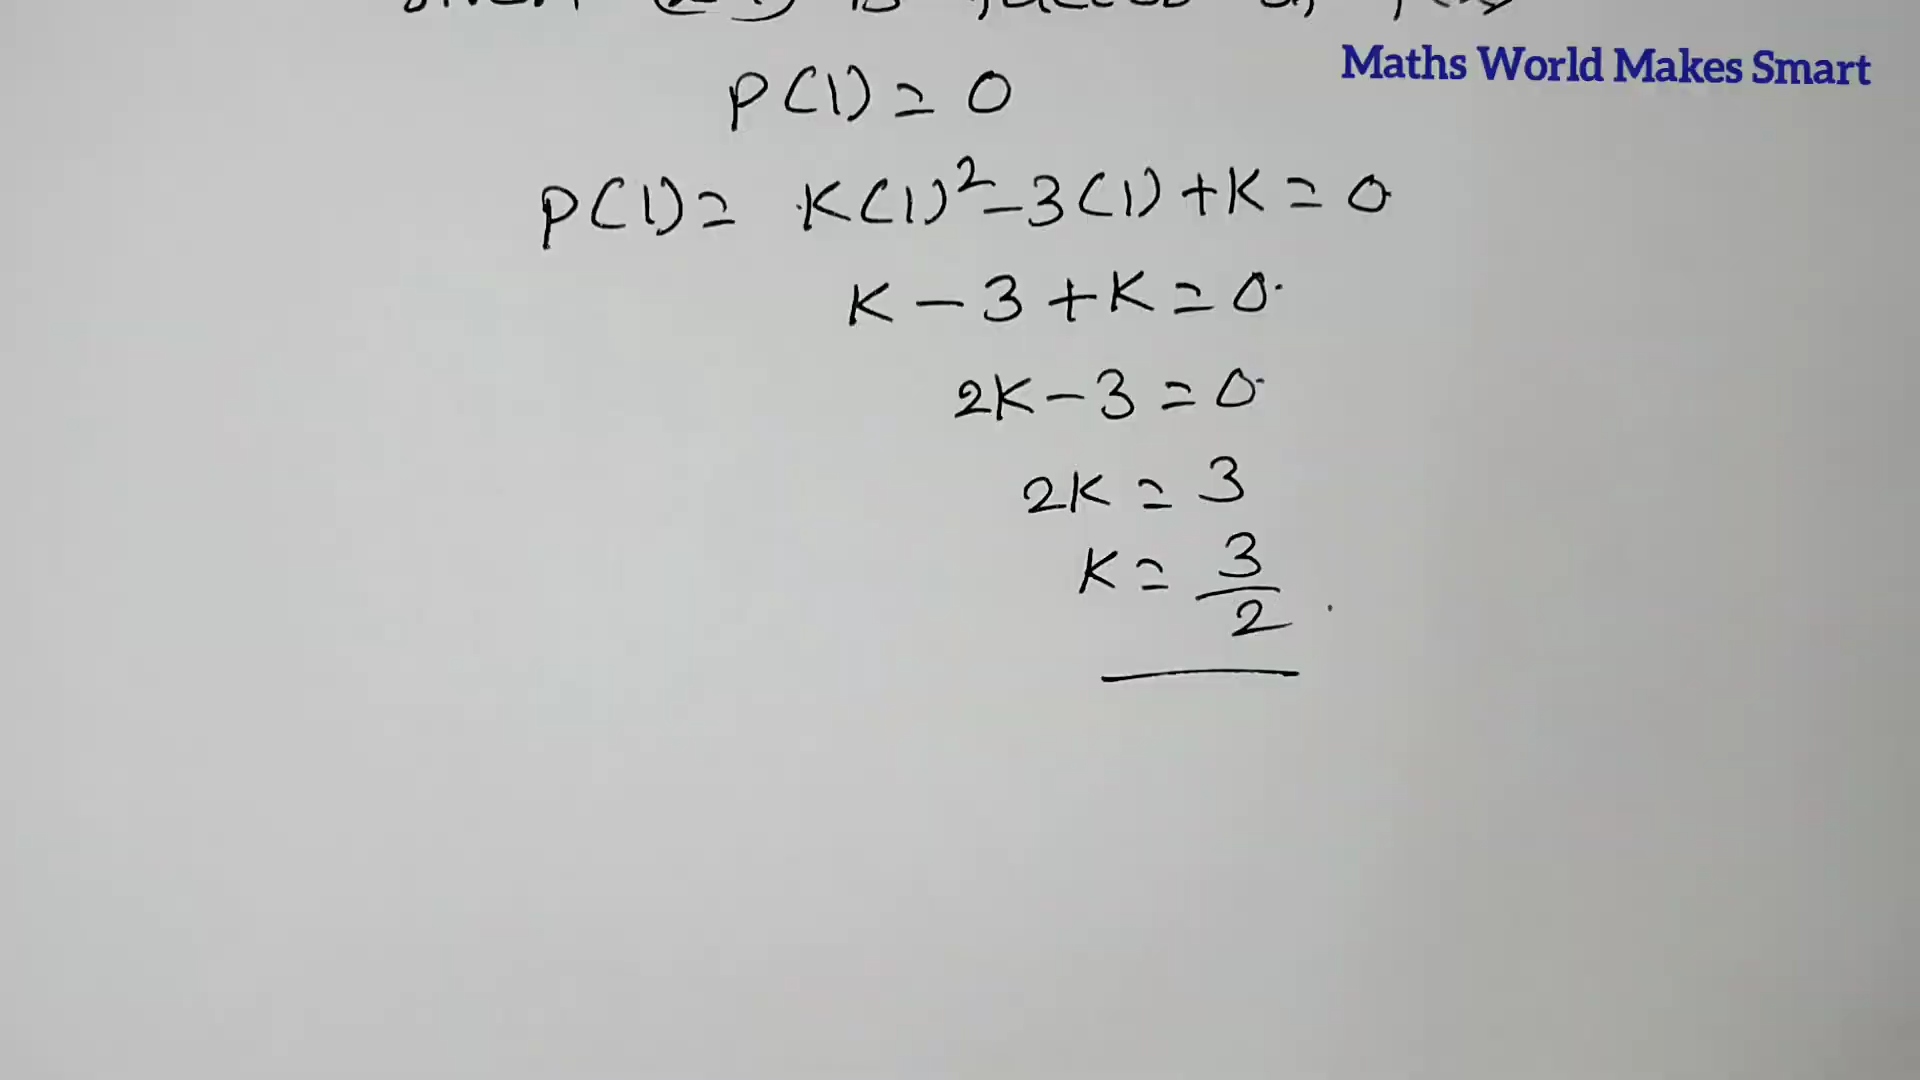 Maths World Makes Smart
P(1) = 0
P(1) = K(1)² - 3(1) + K = 0
K - 3 + K = 0
2K - 3 = 0
2K = 3
K = 3/2